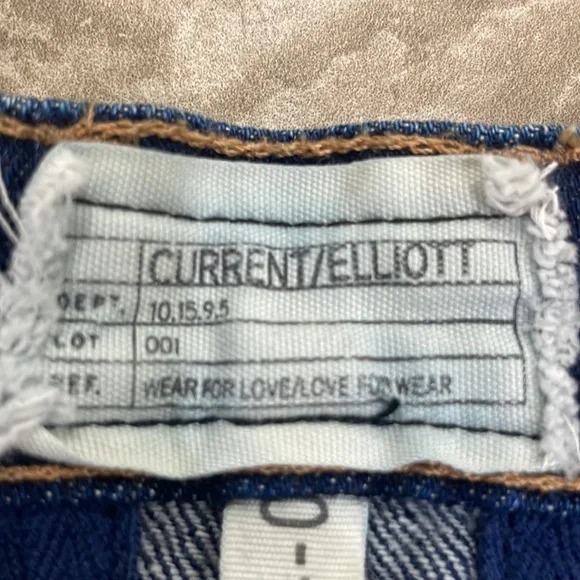 CURRENT/ELLIOTT
DEPT. 10.15.9.5
LOT 001
REF. WEAR FOR LOVE/LOVE FOR WEAR